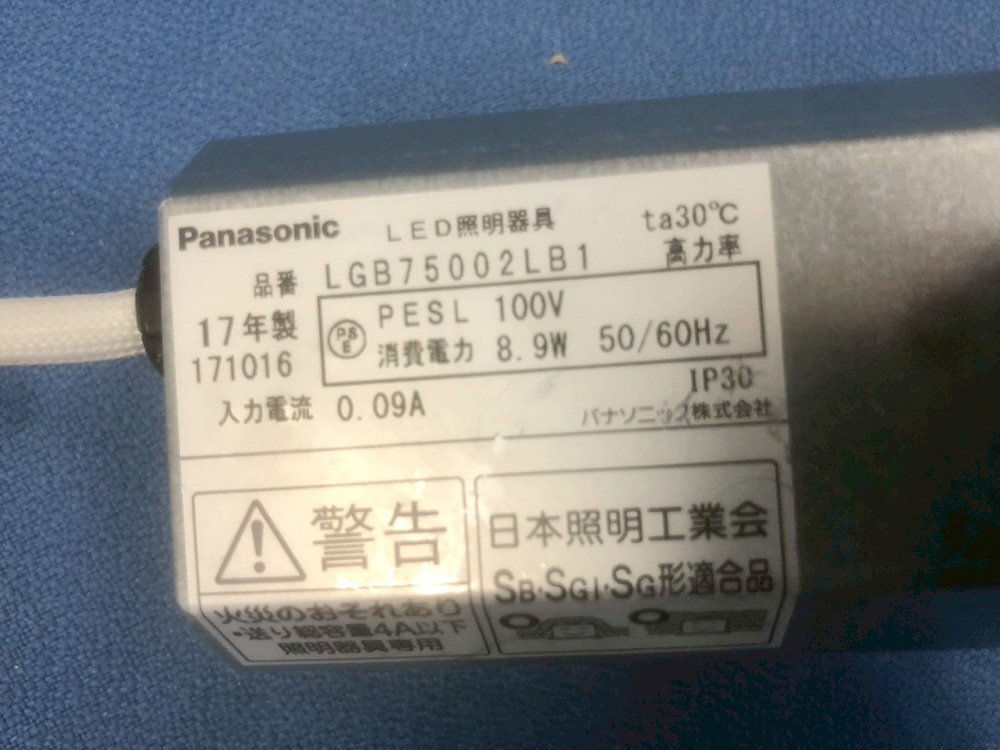 Panasonic LED照明器具 ta30℃
高力率
品番 LGB75002LB1
17年製
171016
PS
E
PESL 100V
消費電力 8.9W 50/60Hz
入力電流 0.09A
IP30
パナソニック株式会社
警告
火災のおそれあり
・送り能容量4A以下
照明器具専用
日本照明工業会
SB・SGI・SG形適合品